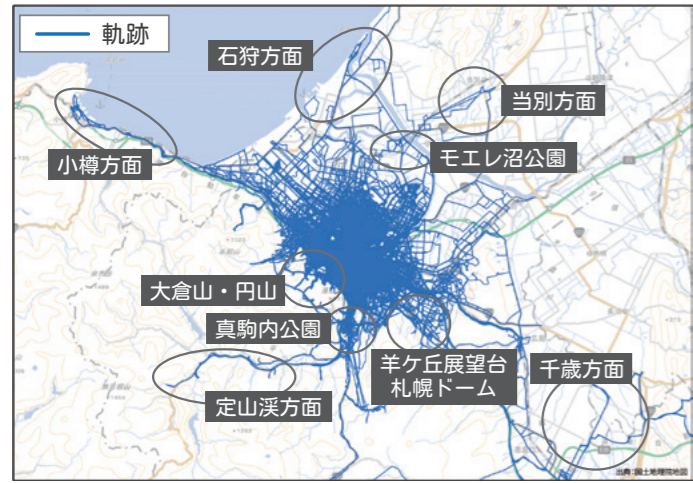 軌跡
石狩方面
当別方面
モエレ沼公園
小樽方面
大倉山・円山
真駒内公園
羊ケ丘展望台
札幌ドーム
千歳方面
定山渓方面
出典:国土地理院地図